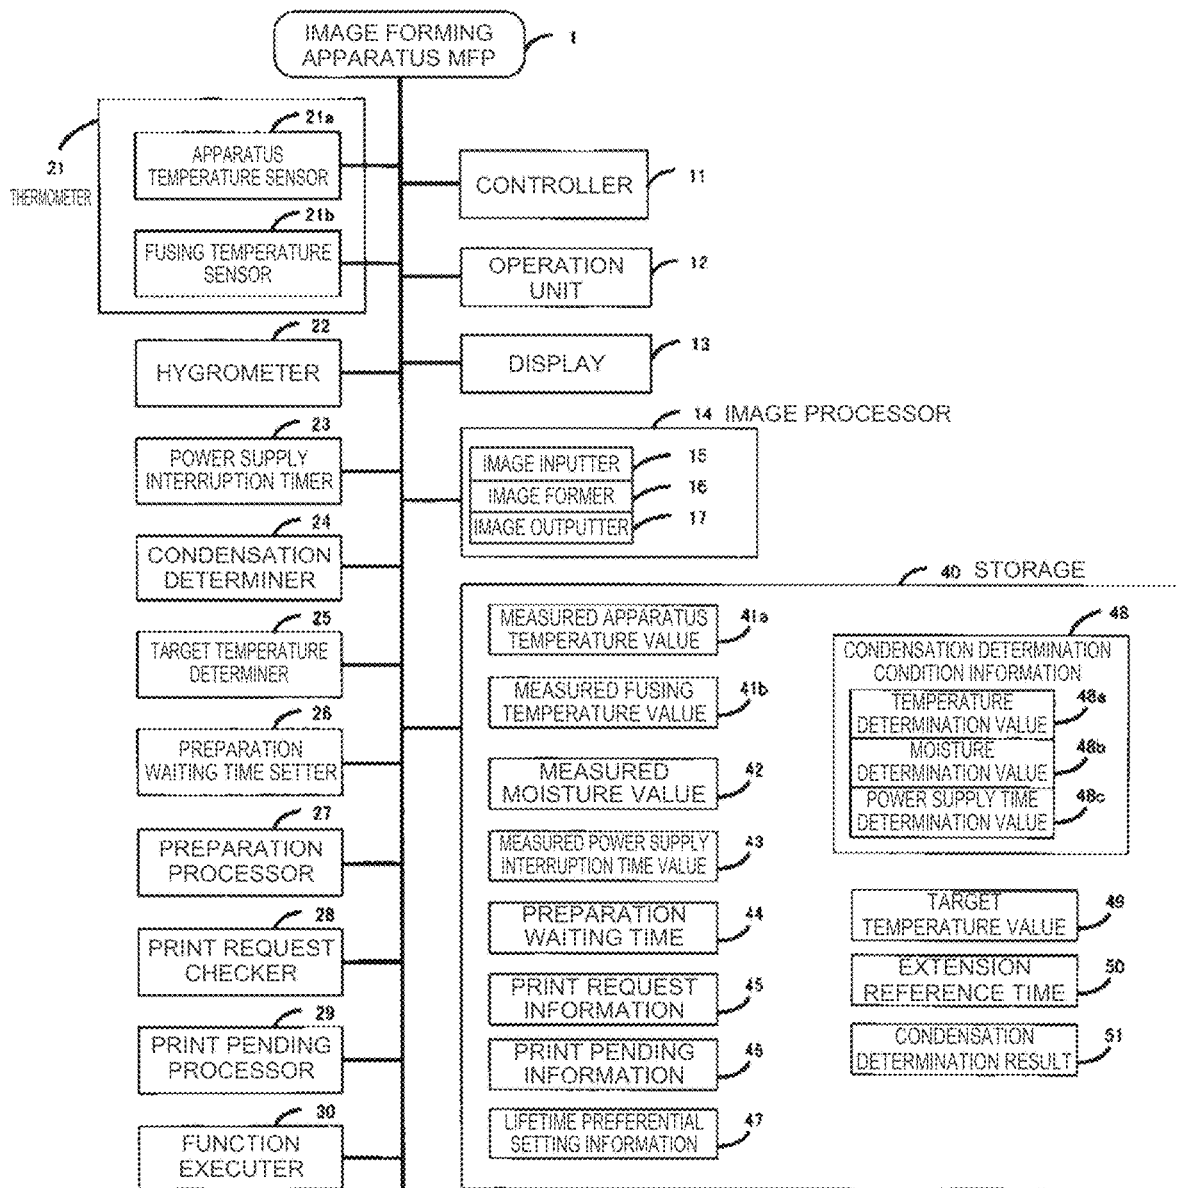 IMAGE FORMING
APPARATUS MFP
1
21
THERMOMETER
21a
APPARATUS
TEMPERATURE SENSOR
21b
FUSING TEMPERATURE
SENSOR
22
HYGROMETER
23
POWER SUPPLY
INTERRUPTION TIMER
24
CONDENSATION
DETERMINER
25
TARGET TEMPERATURE
DETERMINER
26
PREPARATION
WAITING TIME SETTER
27
PREPARATION
PROCESSOR
28
PRINT REQUEST
CHECKER
29
PRINT PENDING
PROCESSOR
30
FUNCTION
EXECUTER
CONTROLLER
11
OPERATION
UNIT
12
DISPLAY
13
14 IMAGE PROCESSOR
IMAGE INPUTTER
15
IMAGE FORMER
16
IMAGE OUTPUTTER
17
40 STORAGE
MEASURED APPARATUS
TEMPERATURE VALUE
41a
MEASURED FUSING
TEMPERATURE VALUE
41b
MEASURED
MOISTURE VALUE
42
MEASURED POWER SUPPLY
INTERRUPTION TIME VALUE
43
PREPARATION
WAITING TIME
44
PRINT REQUEST
INFORMATION
45
PRINT PENDING
INFORMATION
46
LIFETIME PREFERENTIAL
SETTING INFORMATION
47
48
CONDENSATION DETERMINATION
CONDITION INFORMATION
TEMPERATURE
DETERMINATION VALUE
48a
MOISTURE
DETERMINATION VALUE
48b
POWER SUPPLY TIME
DETERMINATION VALUE
48c
TARGET
TEMPERATURE VALUE
49
EXTENSION
REFERENCE TIME
50
CONDENSATION
DETERMINATION RESULT
51